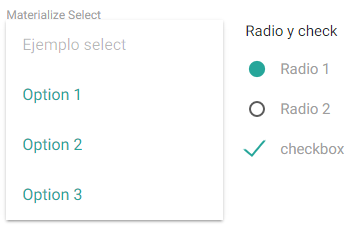 Materialize Select
Ejemplo select
Option 1
Option 2
Option 3
Radio y check
Radio 1
Radio 2
checkbox